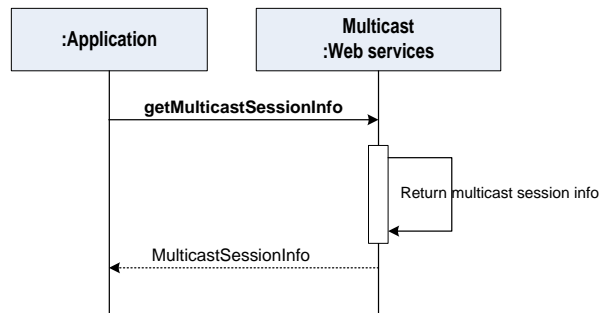 :Application
Multicast
:Web services
getMulticastSessionInfo
Return multicast session info
MulticastSessionInfo